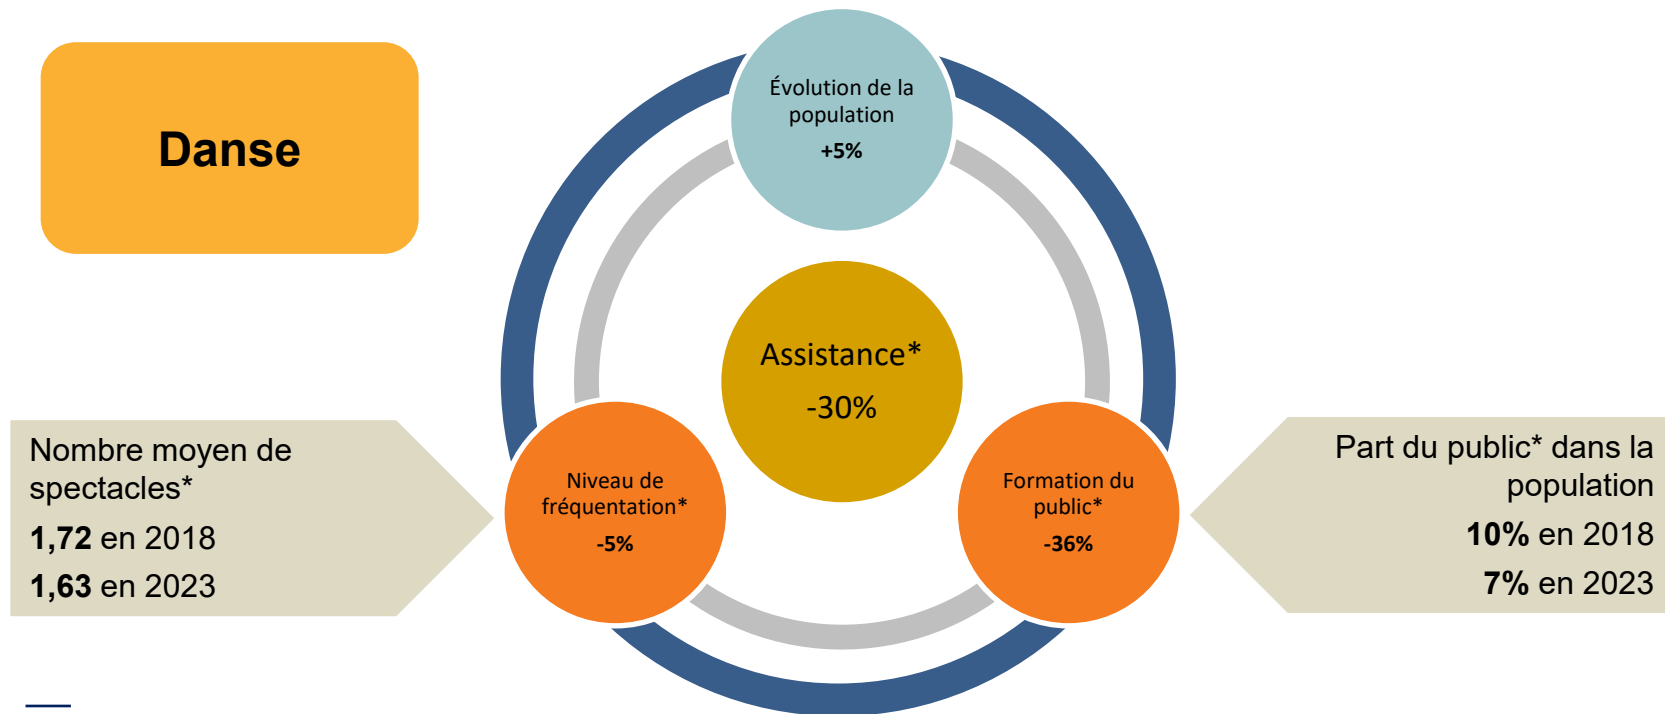 Danse
Évolution de la
population
+5%
Assistance*
-30%
Nombre moyen de
spectacles*
1,72 en 2018
1,63 en 2023
Niveau de
fréquentation*
-5%
Formation du
public*
-36%
Part du public* dans la
population
10% en 2018
7% en 2023